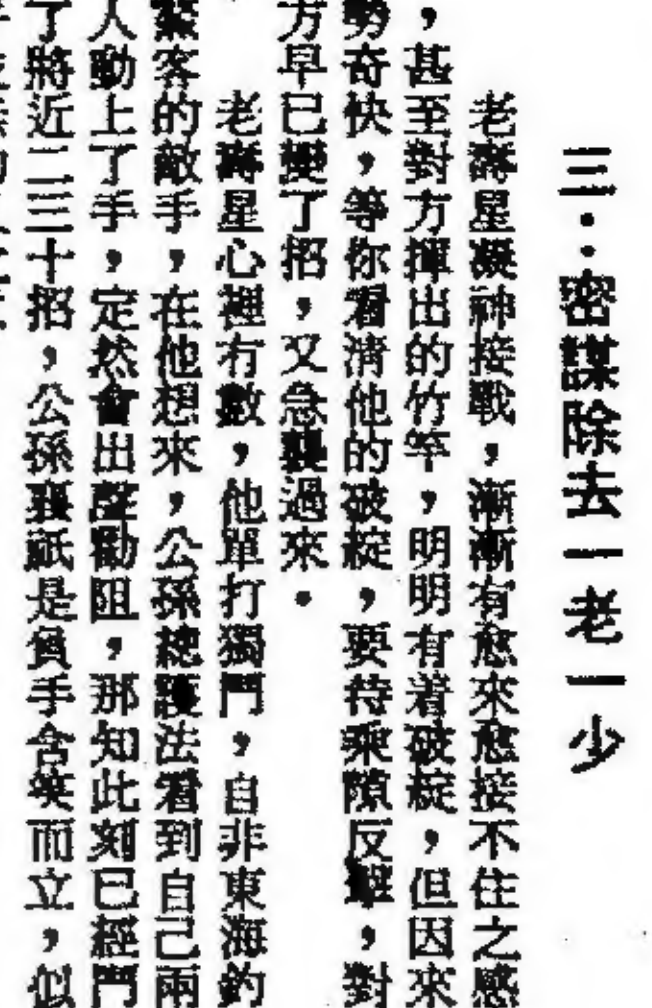 三：密謀除去一老一少
老壽星凝神接戰，漸漸有愈來愈接不住之感
，甚至對方揮出的竹竿，明明有着破綻，但因來
勢奇快，等你看清他的破綻，要待乘隙反擊，對
方早已變了招，又急襲過來。
老壽星心裡有數，他單打獨鬥，自非東海釣
鰲客的敵手，在他想來，公孫總護法看到自己兩
人動上了手，定然會出聲勸阻，那知此刻已經鬥
了將近二三十招，公孫襄祇是負手含笑而立，似